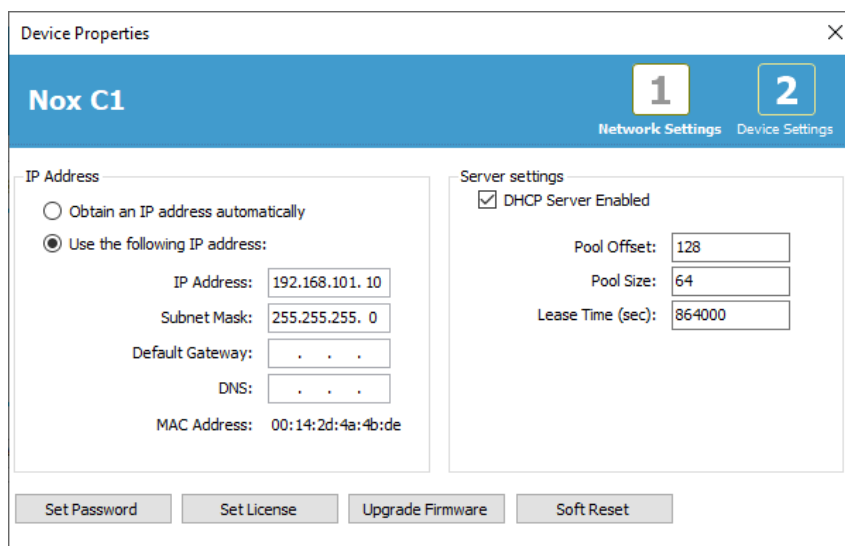 Device Properties
Nox C1
1
Network Settings
2
Device Settings
IP Address
Obtain an IP address automatically
Use the following IP address:
IP Address: 192.168.101. 10
Subnet Mask: 255.255.255. 0
Default Gateway: . . .
DNS: . . .
MAC Address: 00:14:2d:4a:4b:de
Server settings
DHCP Server Enabled
Pool Offset: 128
Pool Size: 64
Lease Time (sec): 864000
Set Password
Set License
Upgrade Firmware
Soft Reset